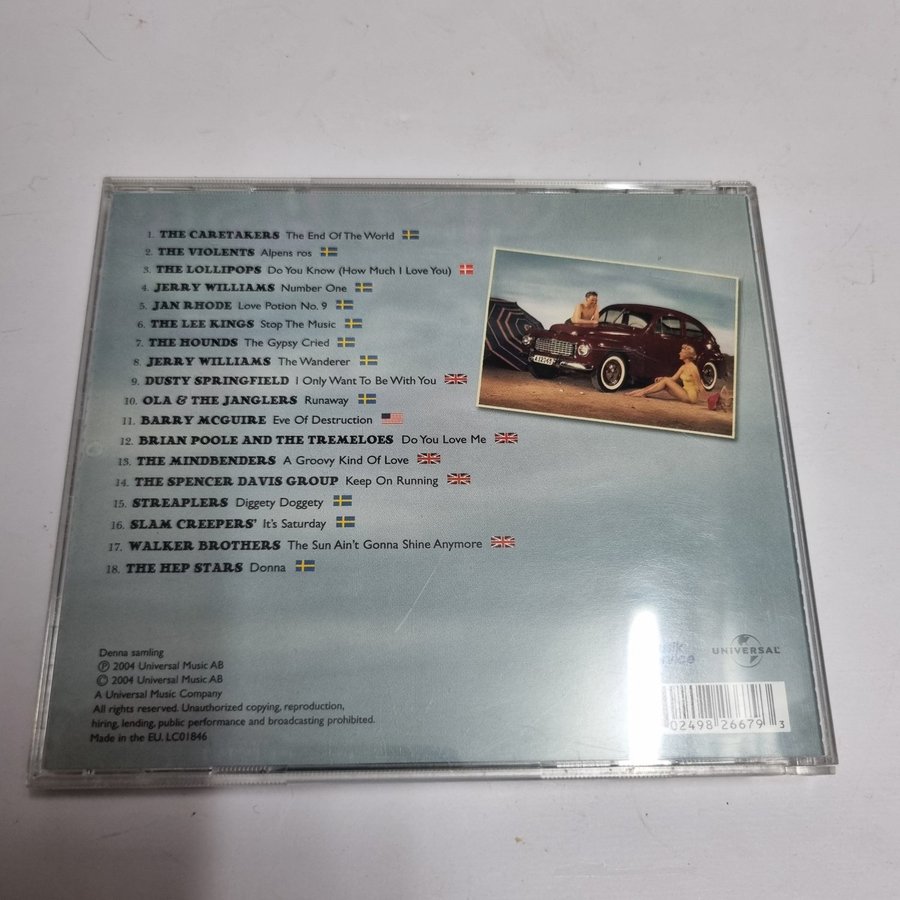 1. THE CARETAKERS The End Of The World
2. THE VIOLENTS Alpens ros
3. THE LOLLIPOPS Do You Know (How Much I Love You)
4. JERRY WILLIAMS Number One
5. JAN RHODE Love Potion No. 9
6. THE LEE KINGS Stop The Music
7. THE HOUNDS The Gypsy Cried
8. JERRY WILLIAMS The Wanderer
9. DUSTY SPRINGFIELD I Only Want To Be With You
10. OLA & THE JANGLERS Runaway
11. BARRY MCGUIRE Eve Of Destruction
12. BRIAN POOLE AND THE TREMELOES Do You Love Me
13. THE MINDBENDERS A Groovy Kind Of Love
14. THE SPENCER DAVIS GROUP Keep On Running
15. STREAPLERS Diggety Doggety
16. SLAM CREEPERS' It's Saturday
17. WALKER BROTHERS The Sun Ain't Gonna Shine Anymore
18. THE HEP STARS Donna
Denna samling
Ⓟ 2004 Universal Music AB
© 2004 Universal Music AB
A Universal Music Company
All rights reserved. Unauthorized copying, reproduction,
hiring, lending, public performance and broadcasting prohibited.
Made in the EU. LC01846
UNIVERSAL
02498 26679 3